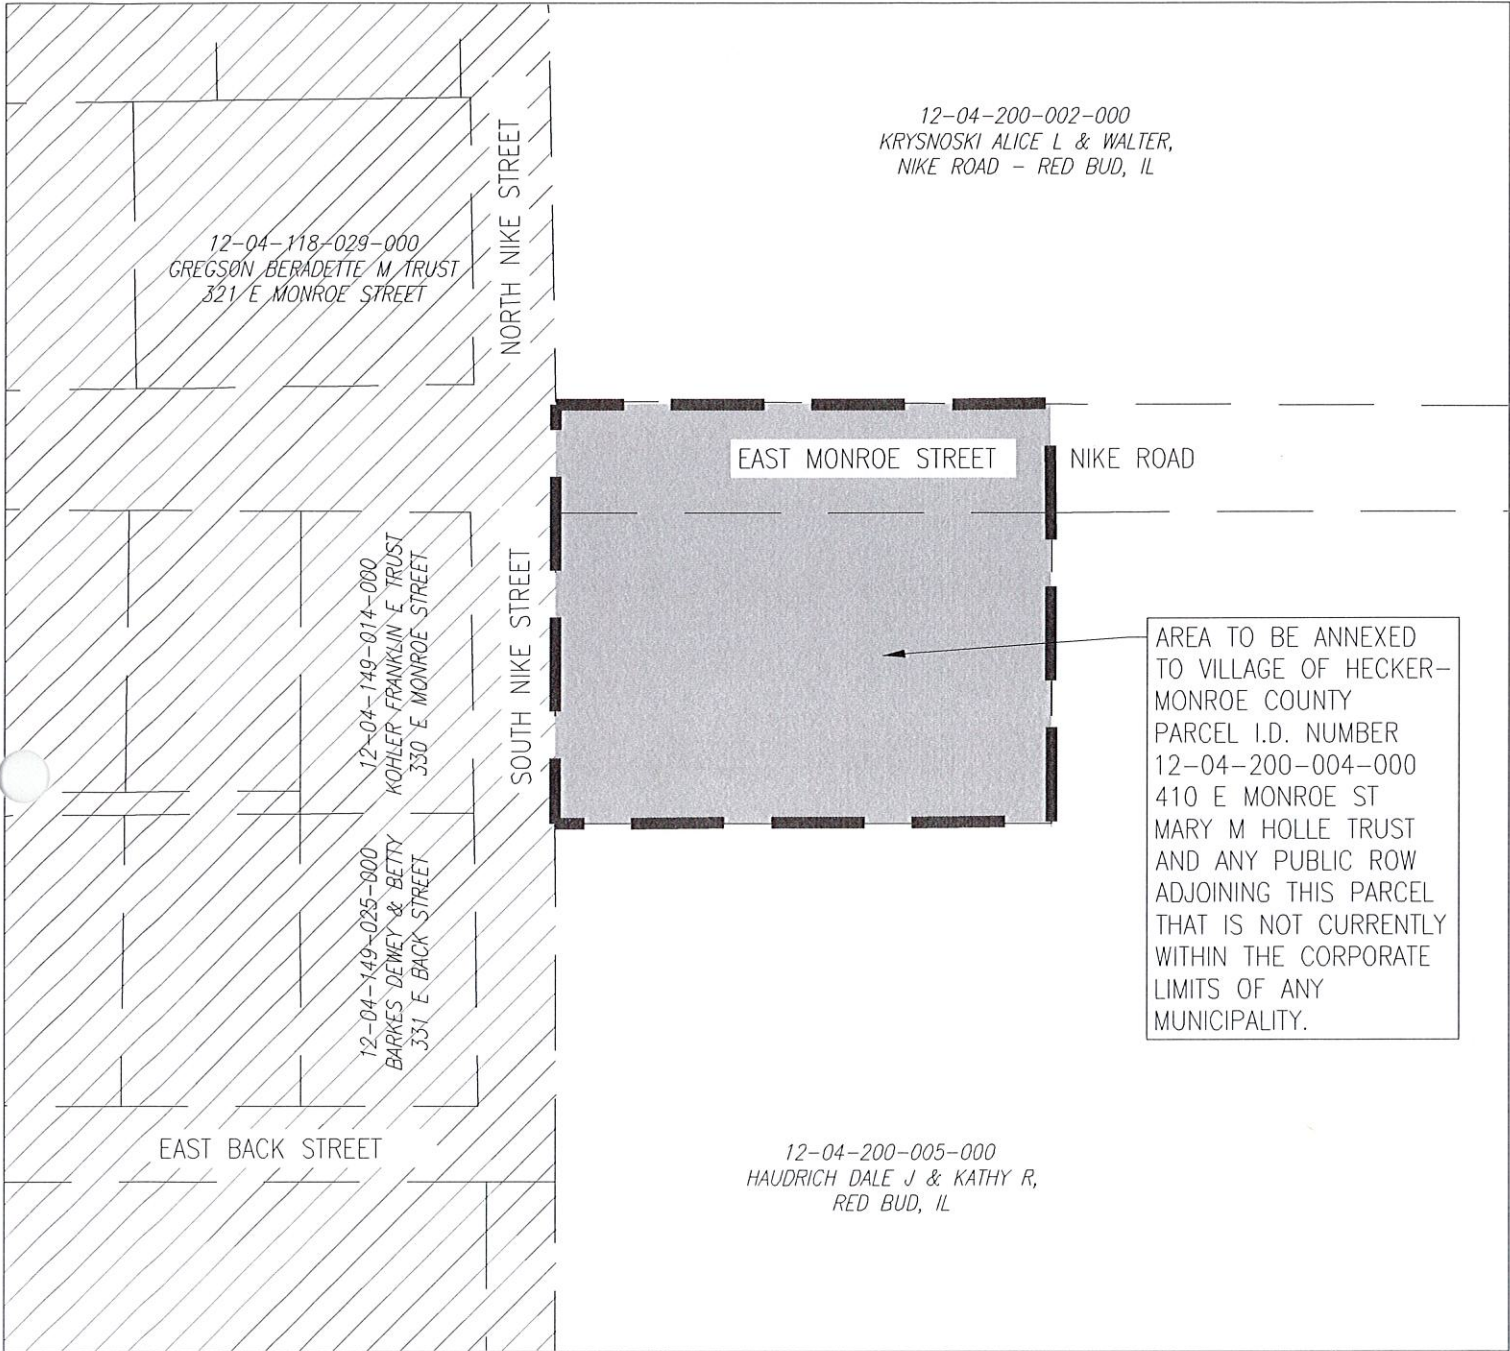 12-04-200-002-000
KRYSNOSKI ALICE L & WALTER,
NIKE ROAD - RED BUD, IL
NORTH NIKE STREET
12-04-118-029-000
GREGSON BERADETTE M TRUST
321 E MONROE STREET
EAST MONROE STREET
NIKE ROAD
12-04-149-014-000
KOHLER FRANKLIN E TRUST
330 E MONROE STREET
SOUTH NIKE STREET
AREA TO BE ANNEXED
TO VILLAGE OF HECKER-
MONROE COUNTY
PARCEL I.D. NUMBER
12-04-200-004-000
410 E MONROE ST
MARY M HOLLE TRUST
AND ANY PUBLIC ROW
ADJOINING THIS PARCEL
THAT IS NOT CURRENTLY
WITHIN THE CORPORATE
LIMITS OF ANY
MUNICIPALITY.
12-04-149-025-000
BARKES DEWEY & BETTY
331 E BACK STREET
EAST BACK STREET
12-04-200-005-000
HAUDRICH DALE J & KATHY R,
RED BUD, IL